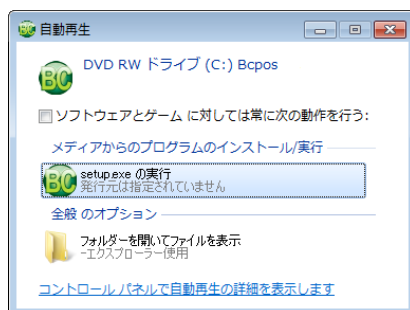 自動再生
DVD RW ドライブ (C:) Bcpos
ソフトウェアとゲーム に対しては常に次の動作を行う:
メディアからのプログラムのインストール/実行
setup.exe の実行
発行元は指定されていません
全般 のオプション
フォルダーを開いてファイルを表示
-エクスプローラー使用
コントロール パネルで自動再生の詳細を表示します